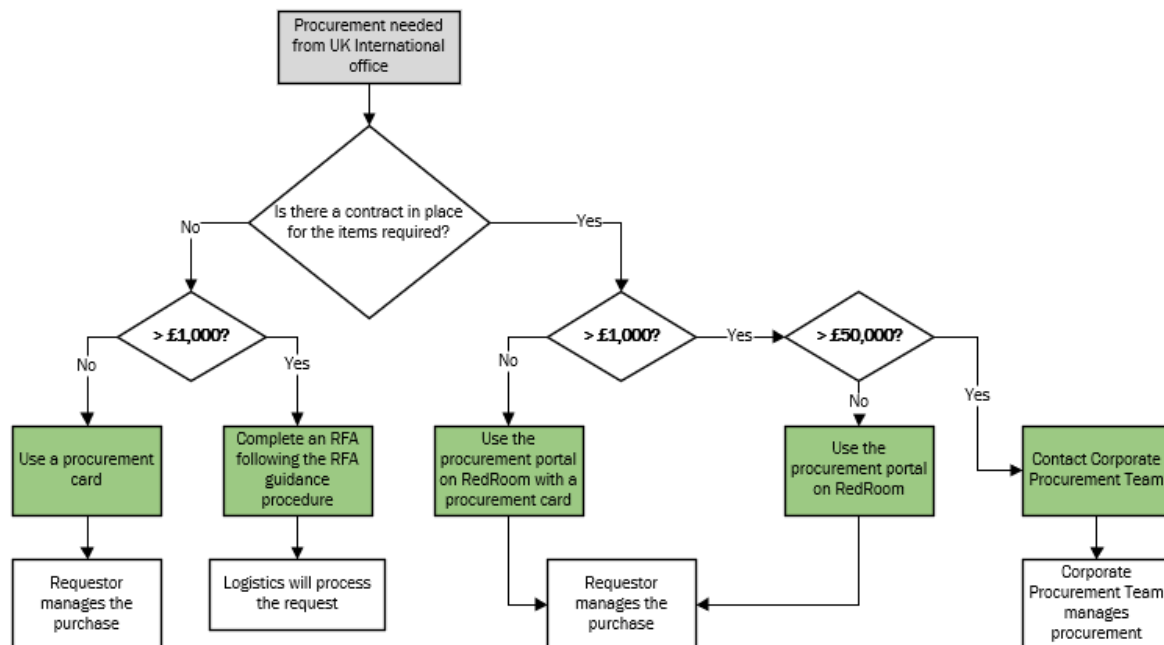 Procurement needed
from UK International
office
Is there a contract in place
for the items required?
No
Yes
> £1,000?
> £1,000?
> £50,000?
No
Yes
No
Yes
No
Yes
Use a procurement
card
Complete an RFA
following the RFA
guidance
procedure
Use the
procurement portal
on RedRoom with a
procurement card
Use the
procurement portal
on RedRoom
Contact Corporate
Procurement Team
Requestor
manages the
purchase
Logistics will process
the request
Requestor
manages the
purchase
Corporate
Procurement Team
manages
procurement